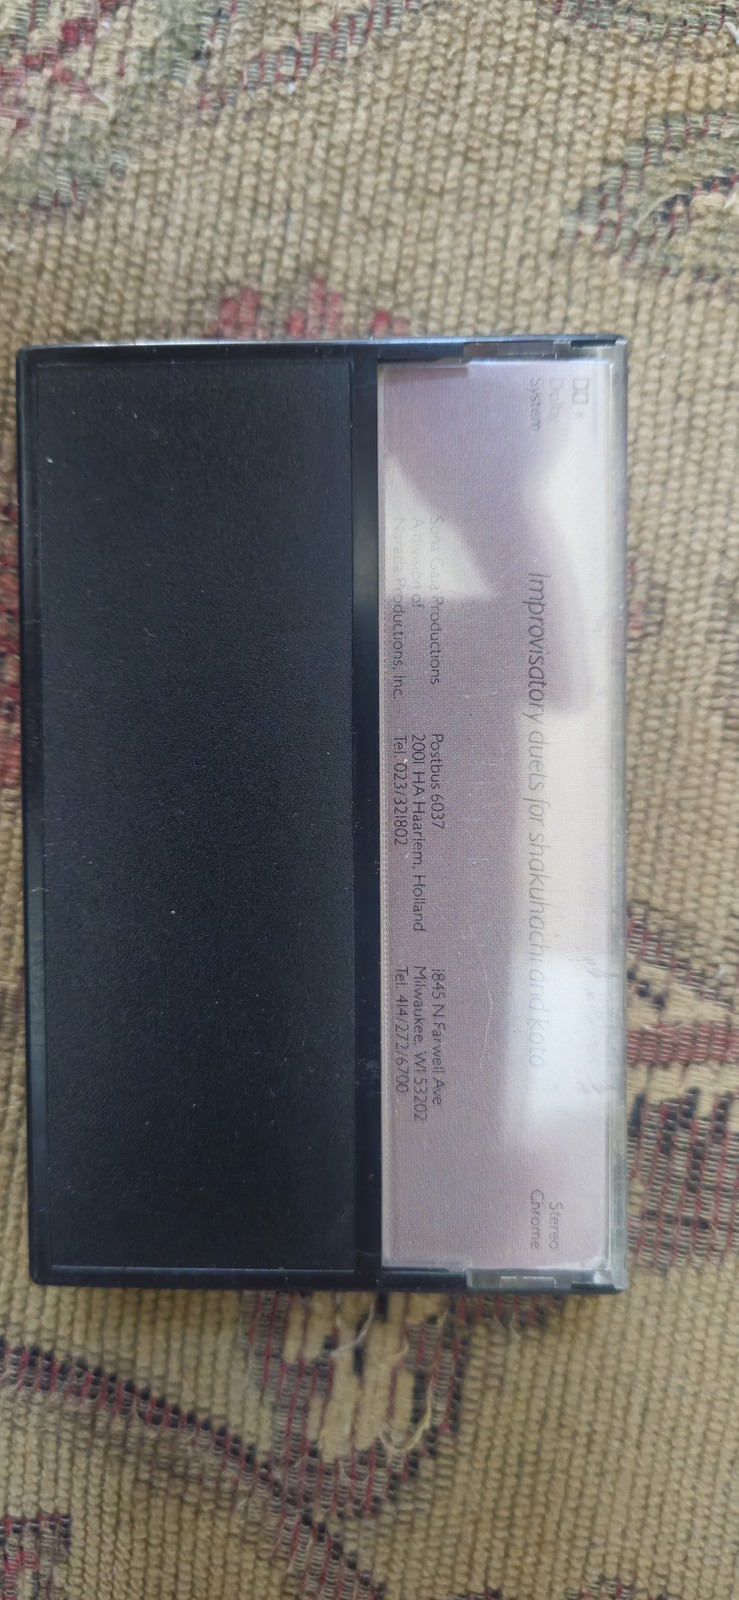 Dolby
System
Improvisatory duets for shakuhachi and koto
Stereo
Chrome
Sona Gaia Productions
A division of
Narada Productions, Inc.
Postbus 6037
2001 HA Haarlem, Holland
Tel. 023/321802
1845 N Farwell Ave
Milwaukee, WI 53202
Tel. 414/272/6700